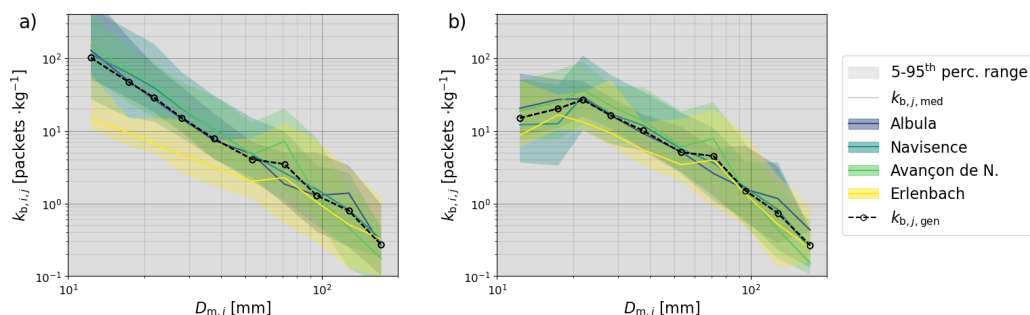 a)
10²
10¹
10⁰
10⁻¹
k_b,i,j [packets ·kg⁻¹]
10¹
10²
D_m,j [mm]
b)
10²
10¹
10⁰
10⁻¹
k_b,i,j [packets ·kg⁻¹]
10¹
10²
D_m,j [mm]
5-95ᵗʰ perc. range
k_b,j,med
Albula
Navisence
Avançon de N.
Erlenbach
k_b,j,gen